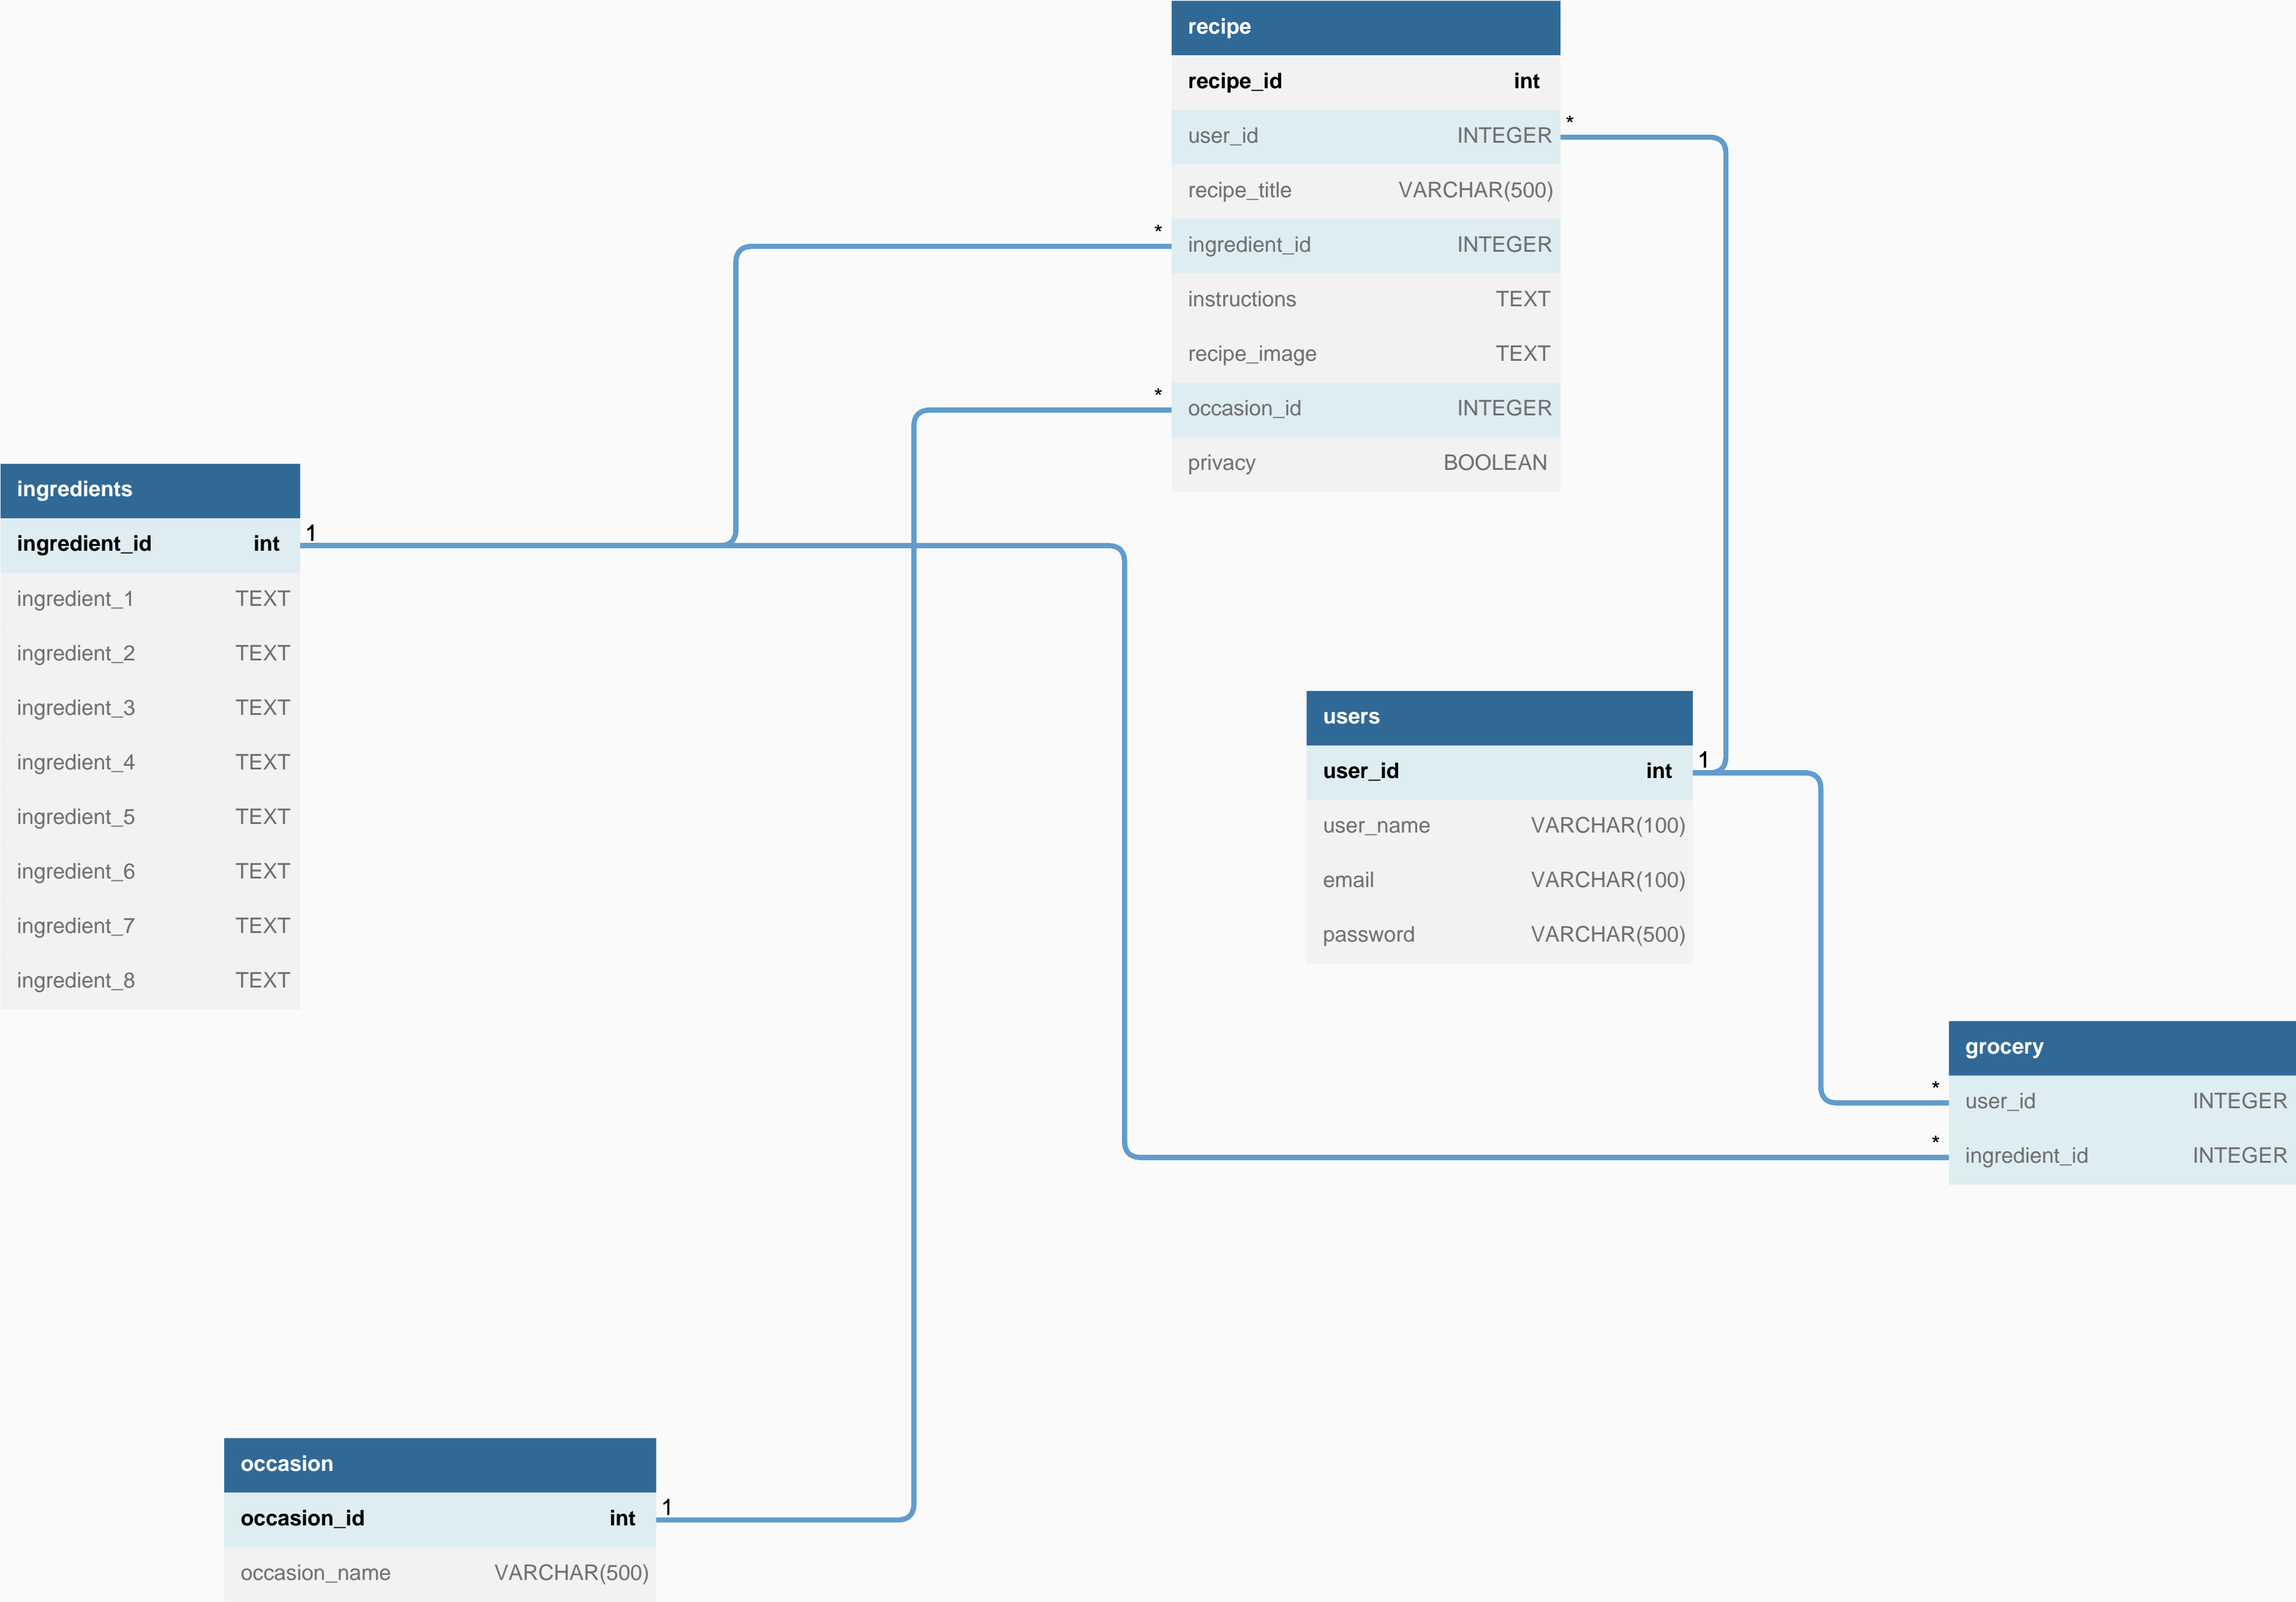 recipe
recipe_id int
user_id INTEGER *
recipe_title VARCHAR(500)
* ingredient_id INTEGER
instructions TEXT
recipe_image TEXT
* occasion_id INTEGER
privacy BOOLEAN
ingredients
ingredient_id int 1
ingredient_1 TEXT
ingredient_2 TEXT
ingredient_3 TEXT
ingredient_4 TEXT
ingredient_5 TEXT
ingredient_6 TEXT
ingredient_7 TEXT
ingredient_8 TEXT
users
user_id int 1
user_name VARCHAR(100)
email VARCHAR(100)
password VARCHAR(500)
grocery
* user_id INTEGER
* ingredient_id INTEGER
occasion
occasion_id int 1
occasion_name VARCHAR(500)